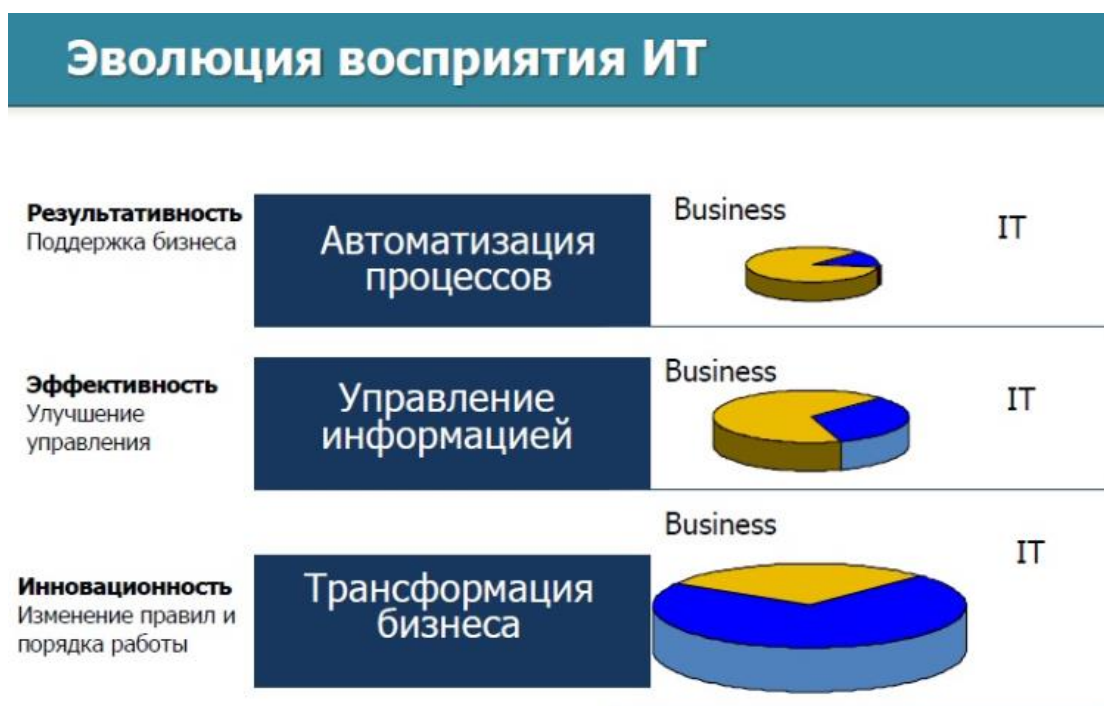 Эволюция восприятия ИТ
Результативность
Поддержка бизнеса
Автоматизация
процессов
Business
IT
Эффективность
Улучшение
управления
Управление
информацией
Business
IT
Инновационность
Изменение правил и
порядка работы
Трансформация
бизнеса
Business
IT